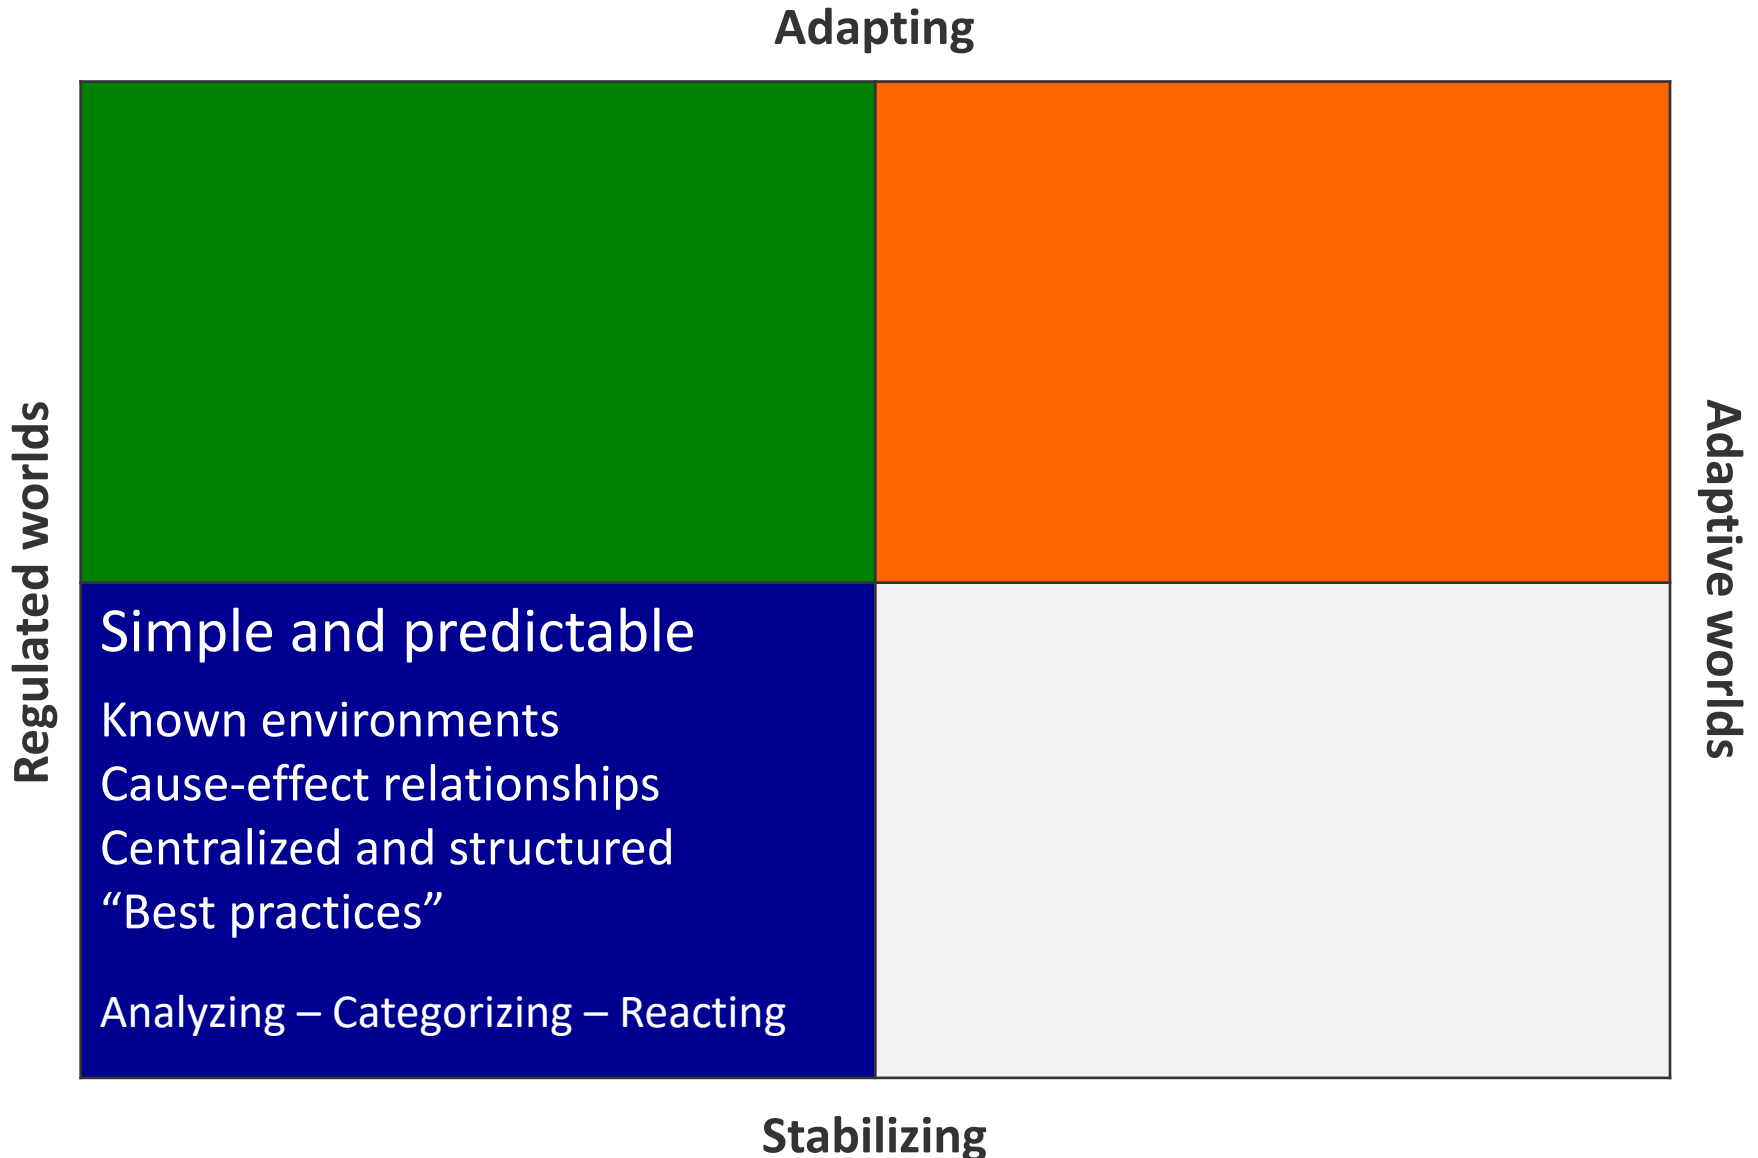 Adapting
Regulated worlds
Adaptive worlds
Simple and predictable
Known environments
Cause-effect relationships
Centralized and structured
“Best practices”
Analyzing – Categorizing – Reacting
Stabilizing